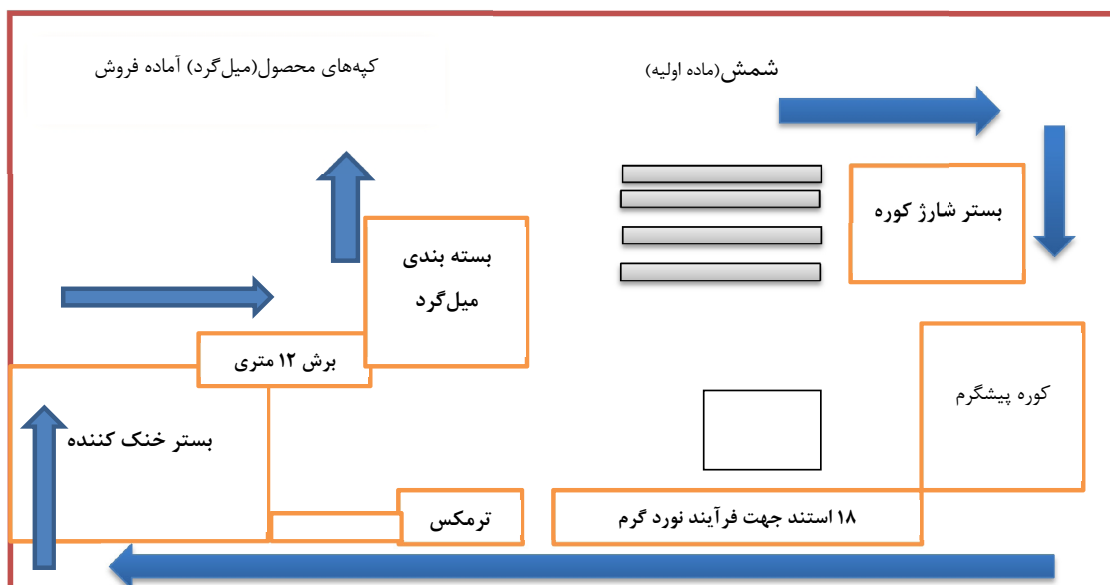 کپه‌های محصول(میل‌گرد) آماده فروش
شمش(ماده اولیه)
بستر شارژ کوره
بسته بندی
میل‌گرد
برش ۱۲ متری
کوره پیشگرم
بستر خنک کننده
۱۸ استند جهت فرآیند نورد گرم
ترمکس